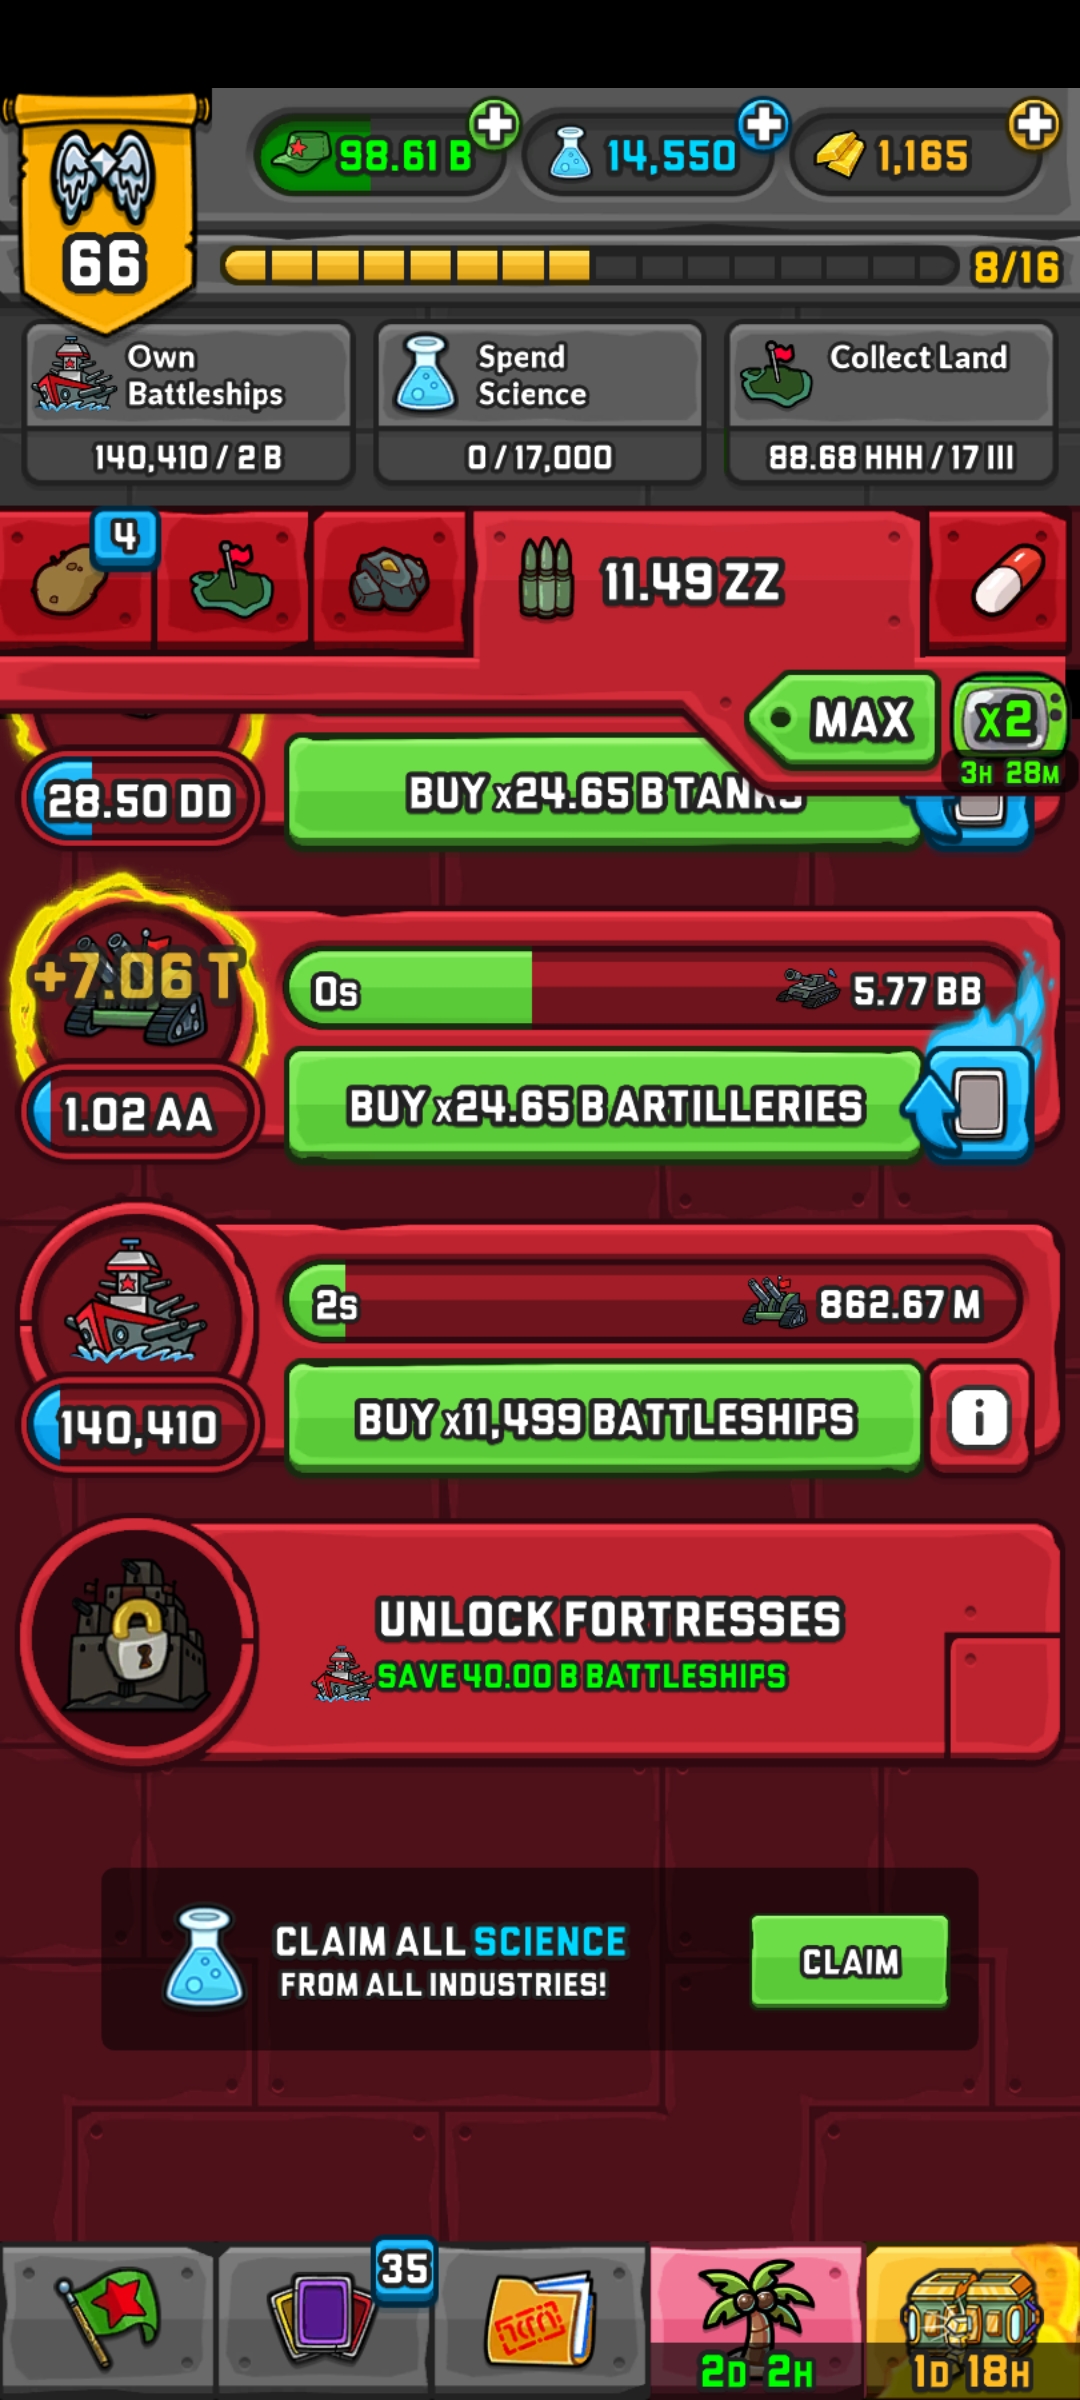 98.61 B
14,550
1,165
66
8/16
Own
Battleships
140,410 / 2 B
Spend
Science
0 / 17,000
Collect Land
88.68 HHH / 17 III
4
11.49 ZZ
MAX
x2
3H 28M
28.50 DD
BUY x24.65 B TANKS
+7.06 T
0s
5.77 BB
1.02 AA
BUY x24.65 B ARTILLERIES
2s
862.67 M
140,410
BUY x11,499 BATTLESHIPS
i
UNLOCK FORTRESSES
SAVE 40.00 B BATTLESHIPS
CLAIM ALL SCIENCE
FROM ALL INDUSTRIES!
CLAIM
35
2D 2H
1D 18H